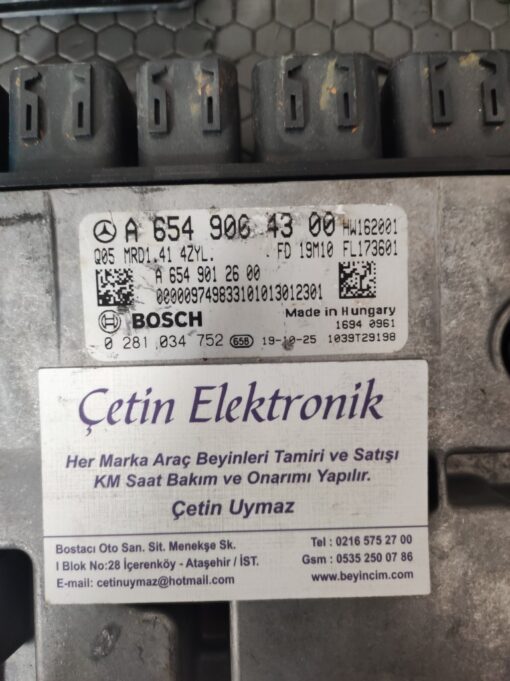 A 654 900 43 00 HW162001
Q05 MRD1.41 4ZYL. FD 19M10 FL173601
A 654 901 26 00
000009749833101013012301
BOSCH
Made in Hungary
1694 0961
0 281 034 752 658 19-10-25 1039T29198
Çetin Elektronik
Her Marka Araç Beyinleri Tamiri ve Satışı
KM Saat Bakım ve Onarımı Yapılır.
Çetin Uymaz
Bostacı Oto San. Sit. Menekşe Sk.
I Blok No:28 İçerenköy - Ataşehir / İST.
E-mail: cetinuymaz@hotmail.com
Tel : 0216 575 27 00
Gsm : 0535 250 07 86
www.beyincim.com